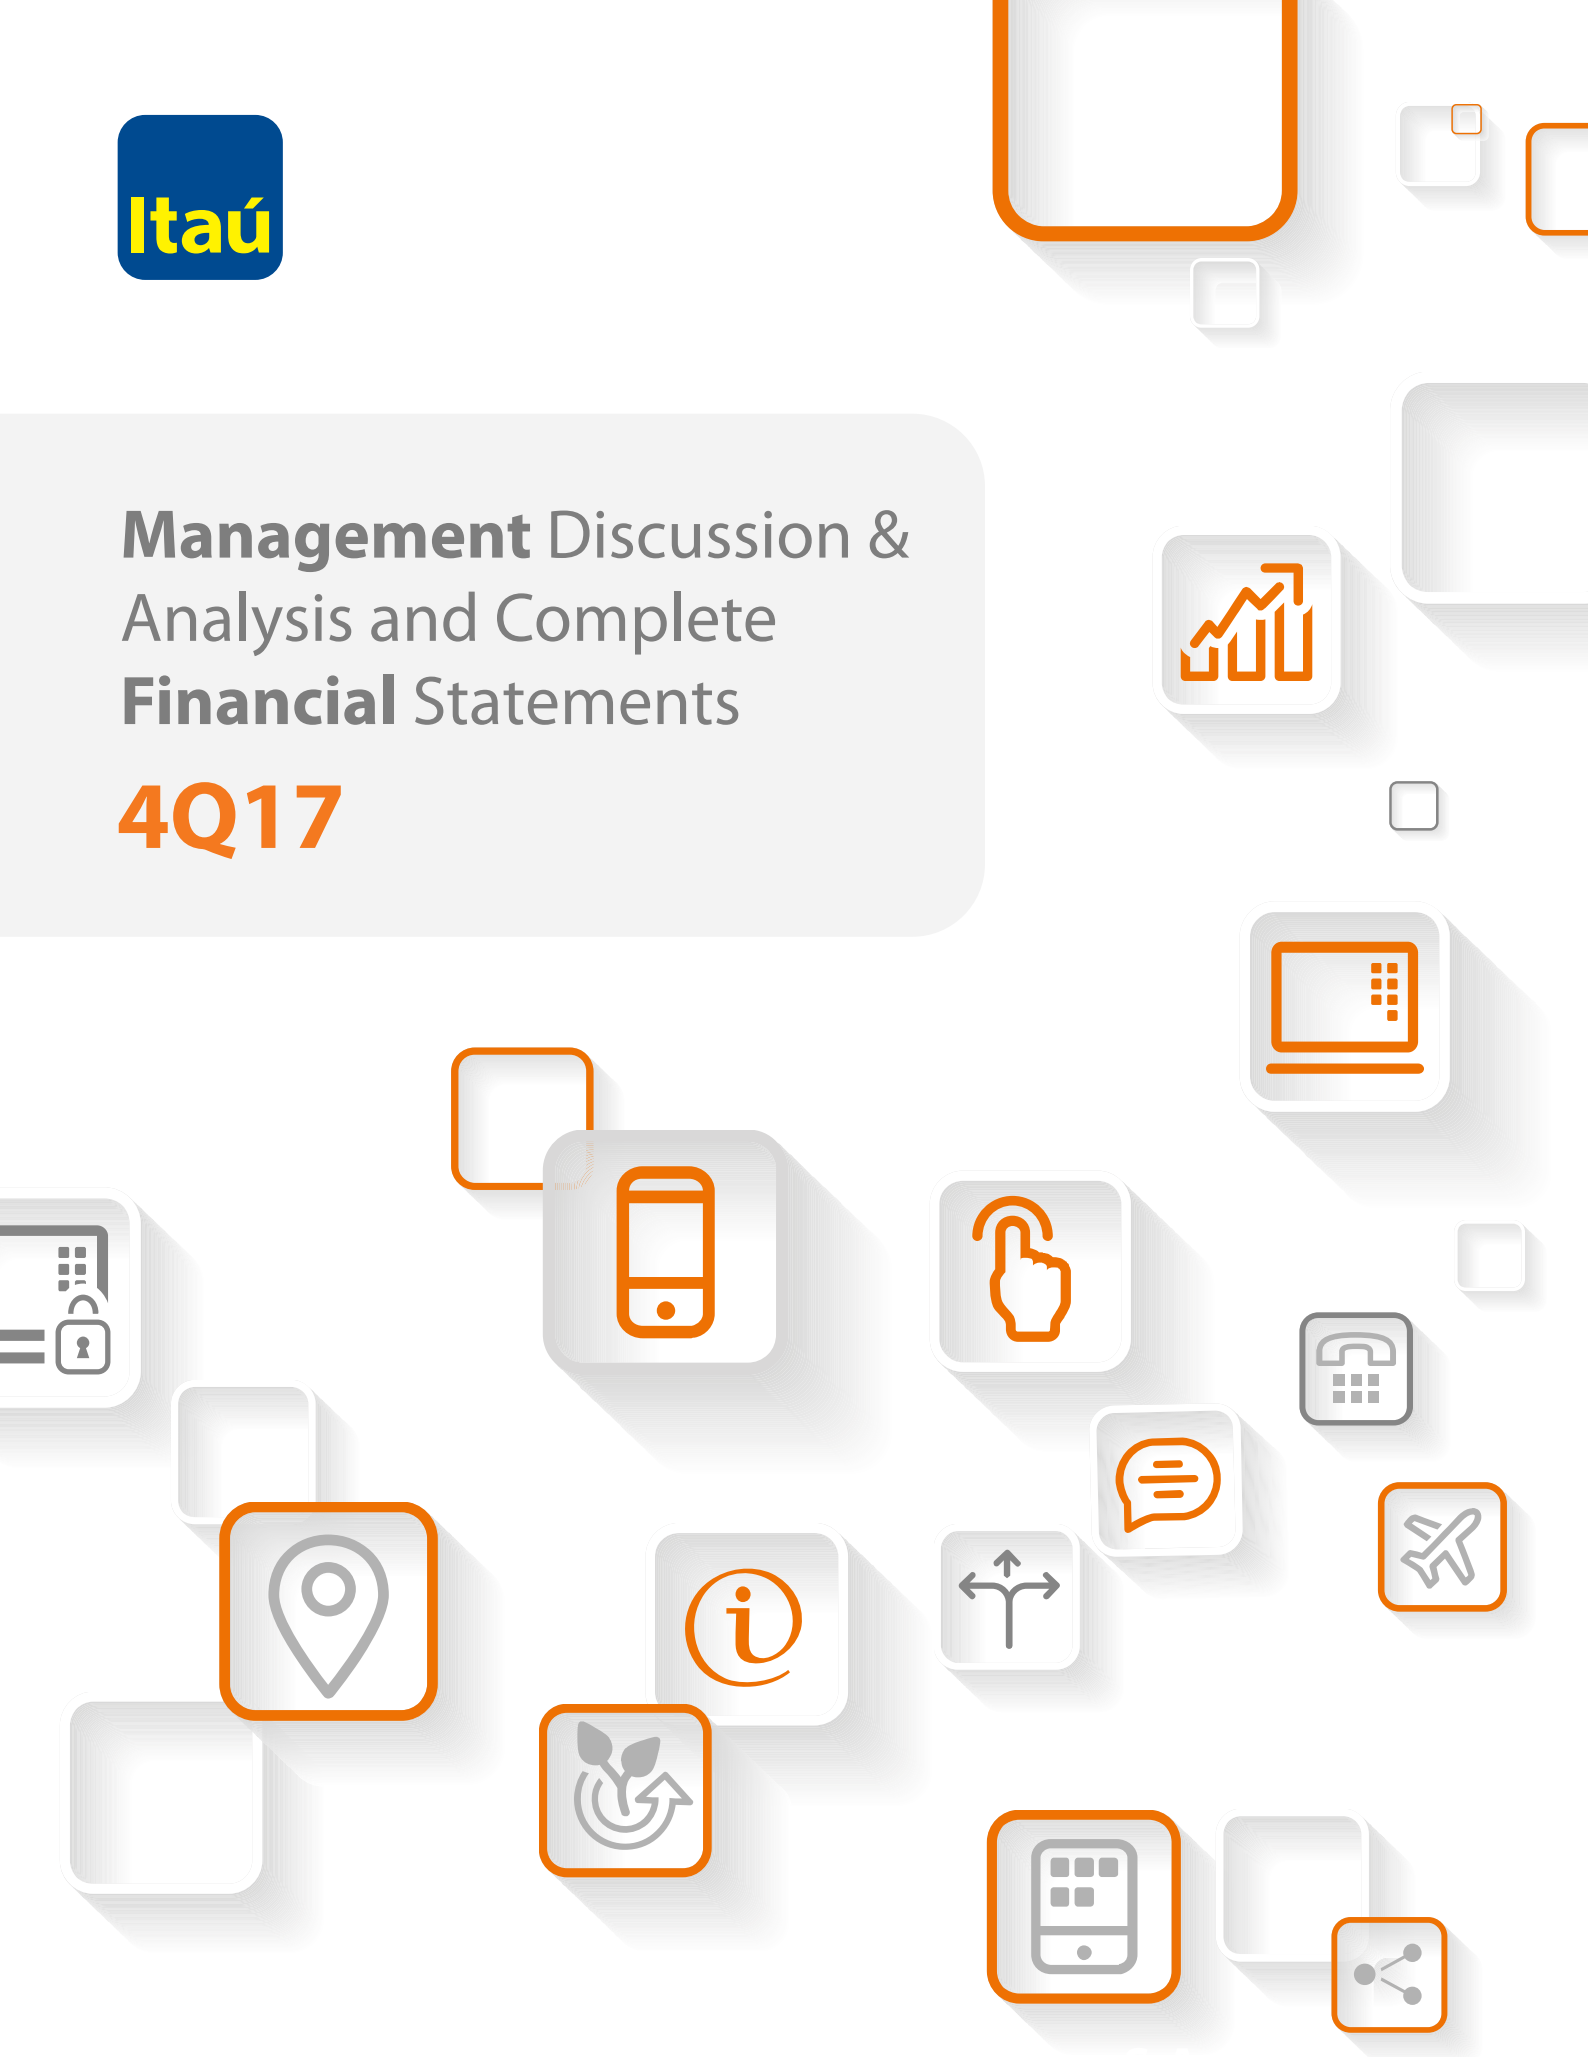 Itaú
Management Discussion &
Analysis and Complete
Financial Statements
4Q17